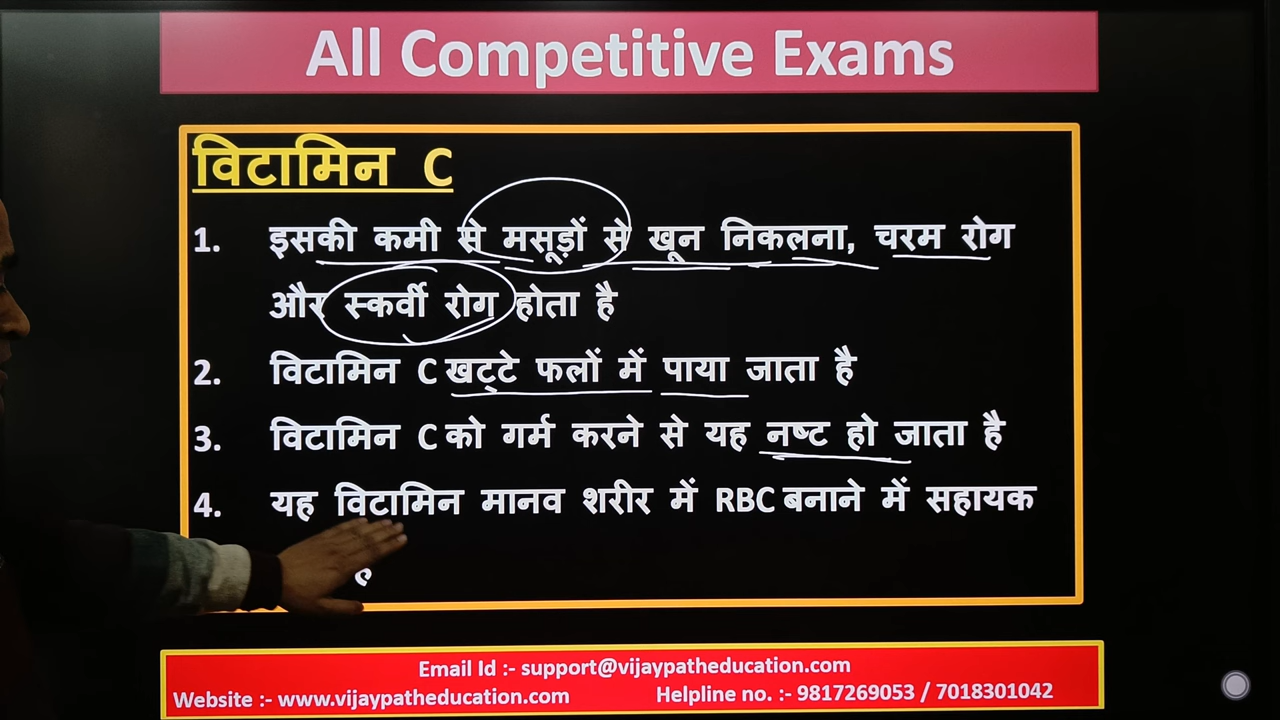 All Competitive Exams
विटामिन C
1. इसकी कमी से मसूड़ों से खून निकलना, चरम रोग
और स्कर्वी रोग होता है
2. विटामिन C खट्टे फलों में पाया जाता है
3. विटामिन C को गर्म करने से यह नष्ट हो जाता है
4. यह विटामिन मानव शरीर में RBC बनाने में सहायक
Email Id :- support@vijaypatheducation.com
Website :- www.vijaypatheducation.com Helpline no. :- 9817269053 / 7018301042